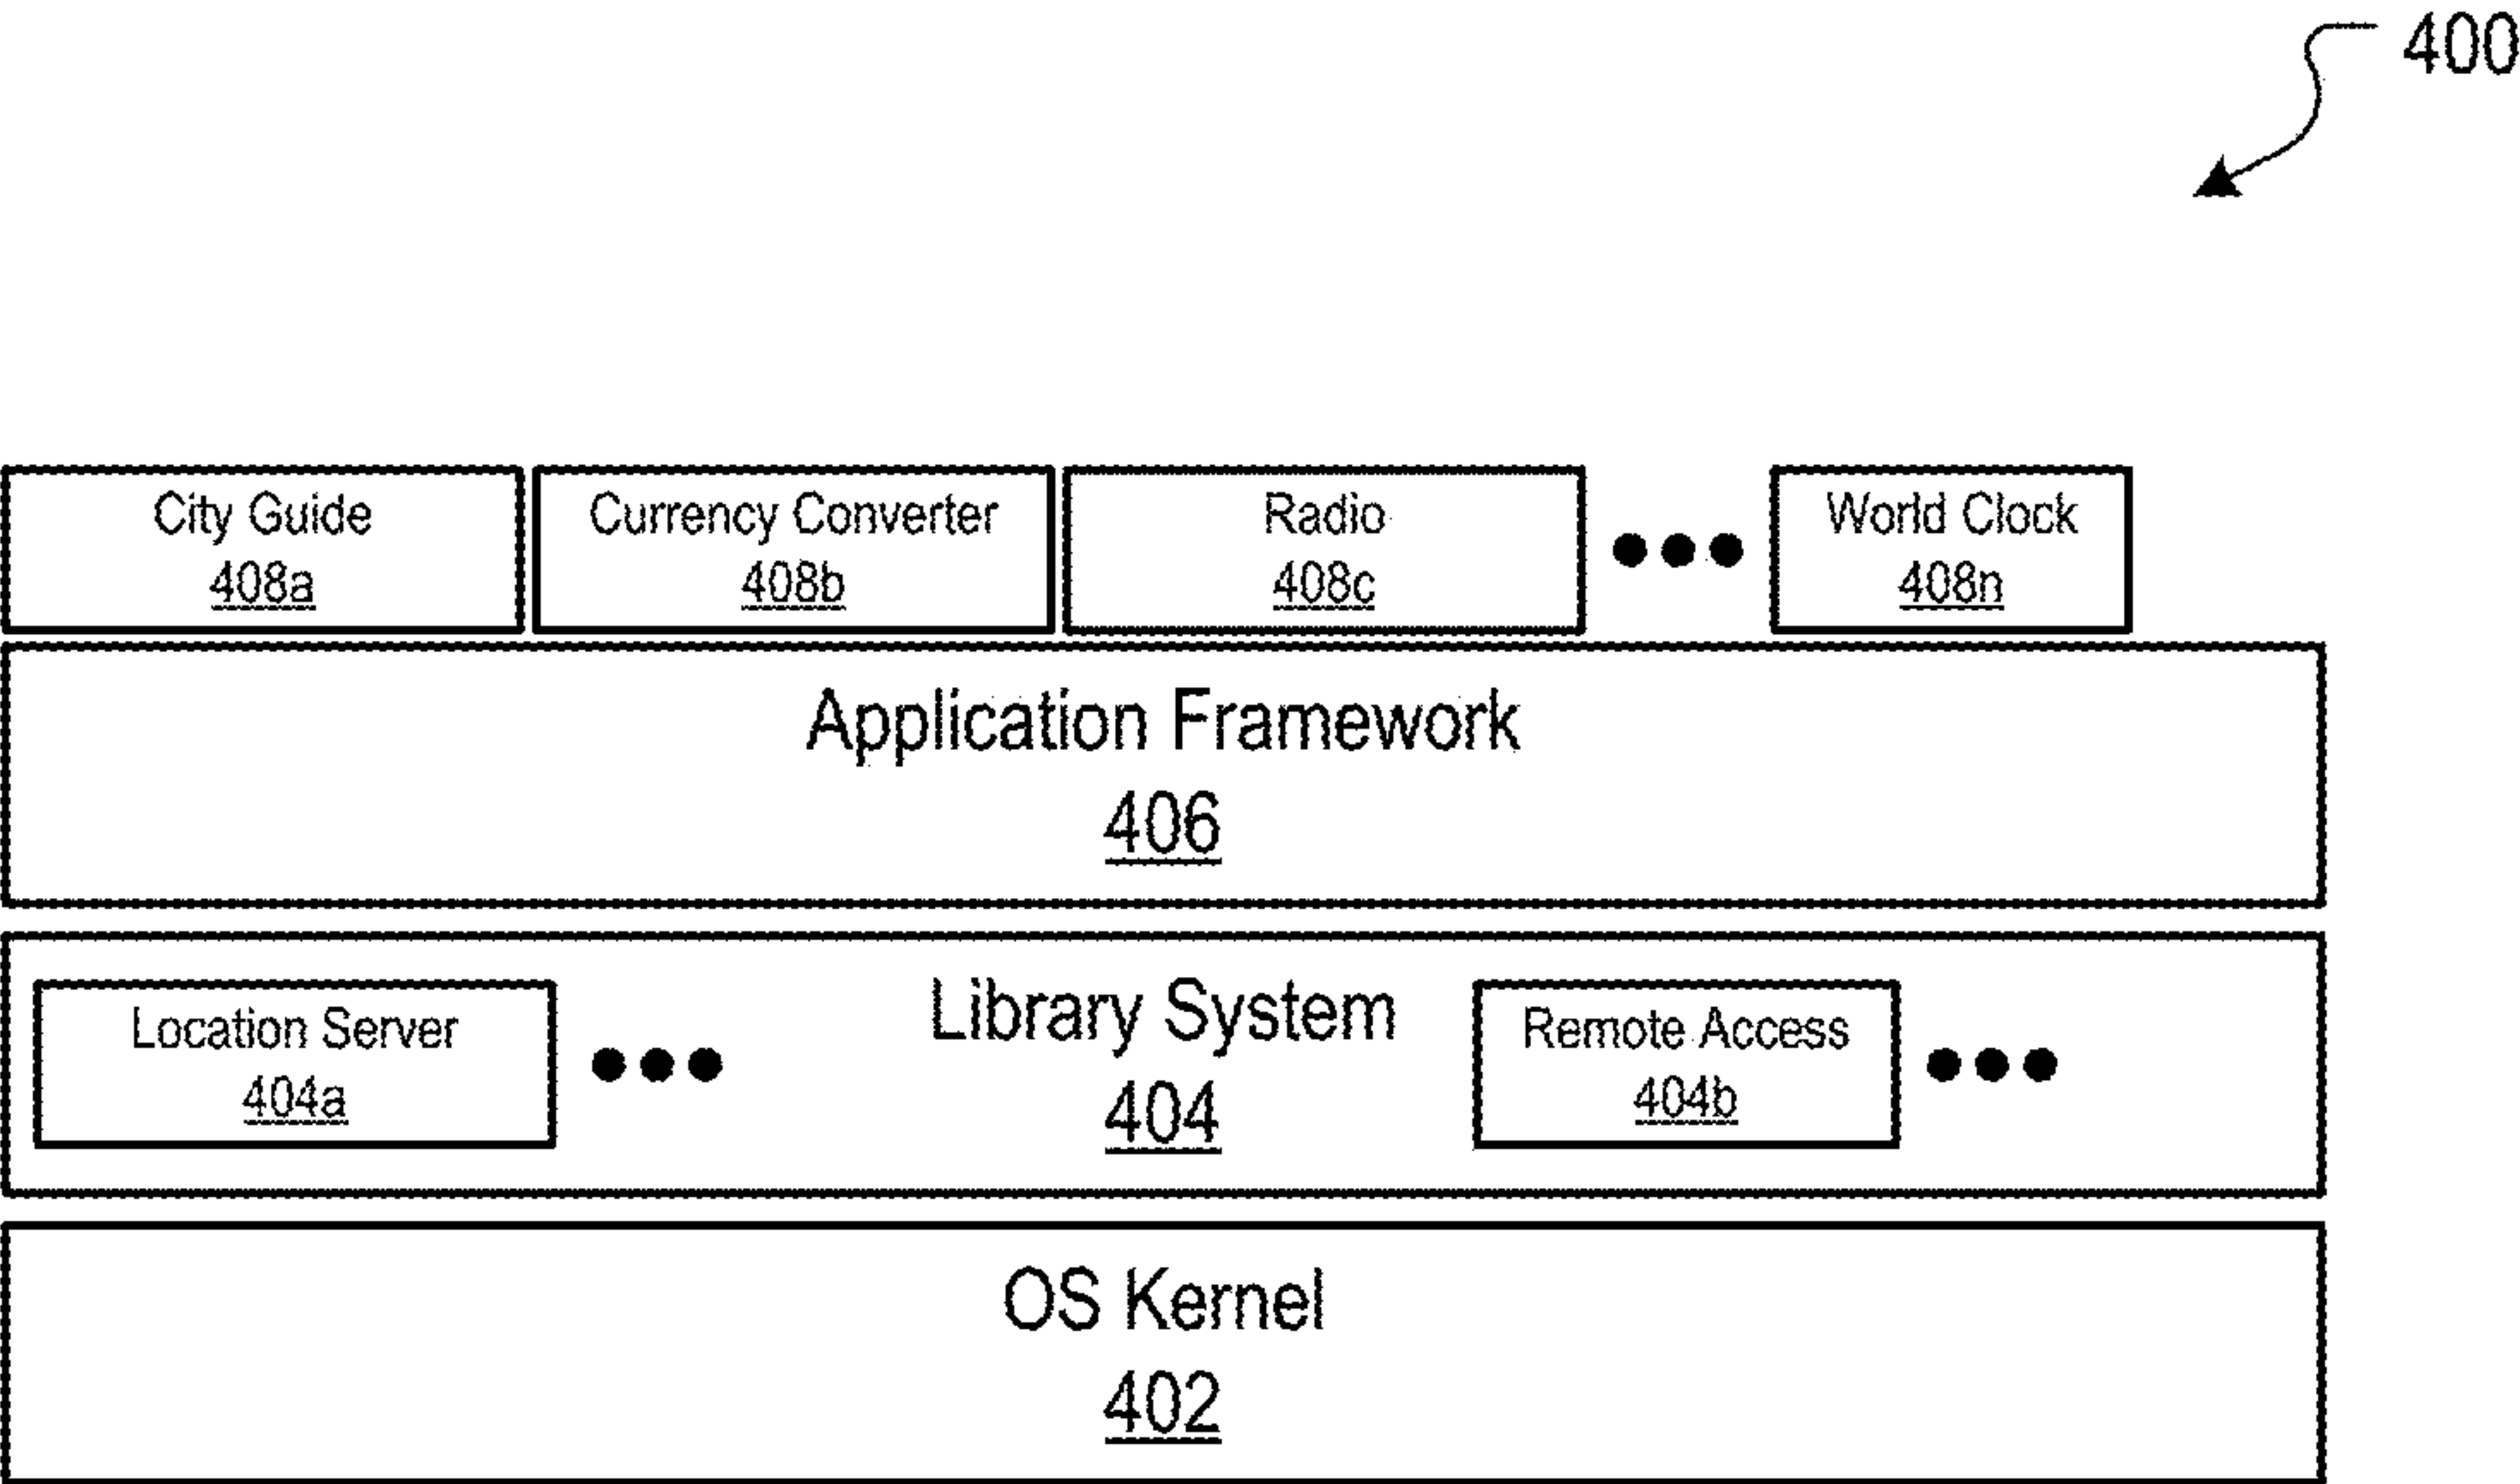 400
City Guide
408a
Currency Converter
408b
Radio
408c
World Clock
408n
Application Framework
406
Location Server
404a
Library System
404
Remote Access
404b
OS Kernel
402